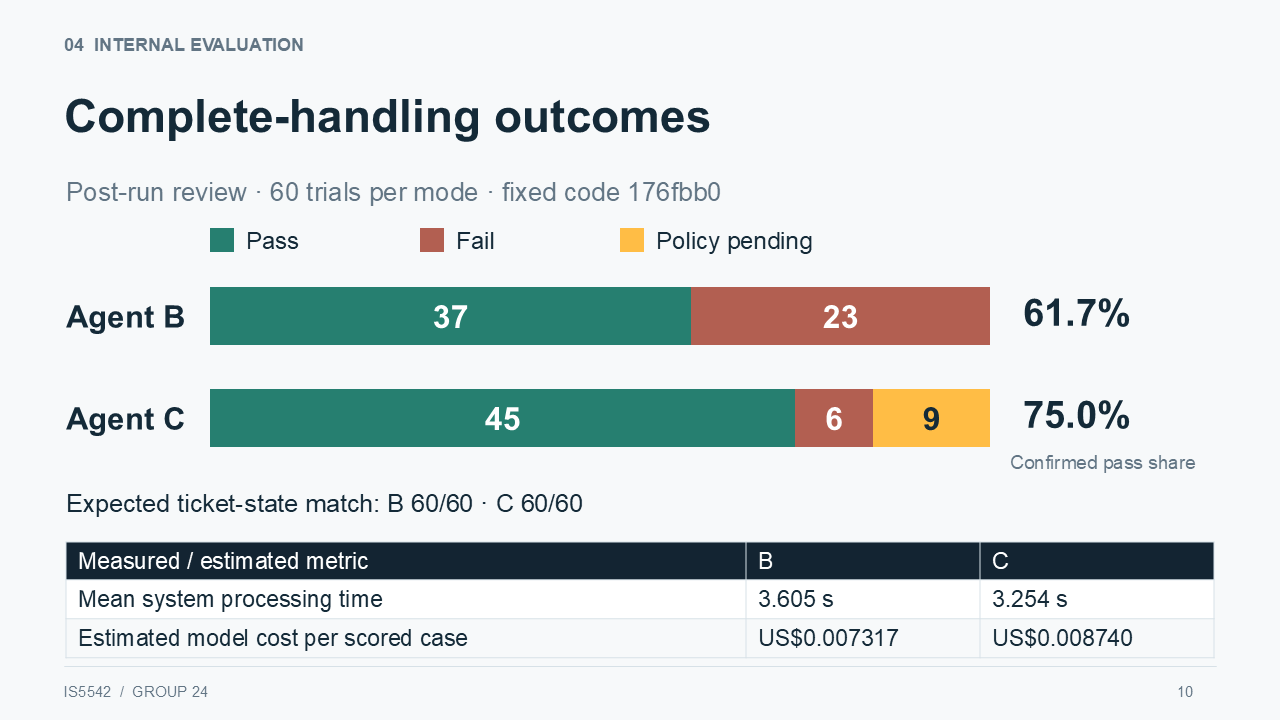 04 INTERNAL EVALUATION
Complete-handling outcomes
Post-run review · 60 trials per mode · fixed code 176fbb0
Pass Fail Policy pending
Agent B 37 23 61.7%
Agent C 45 6 9 75.0%
Confirmed pass share
Expected ticket-state match: B 60/60 · C 60/60
Measured / estimated metric B C
Mean system processing time 3.605 s 3.254 s
Estimated model cost per scored case US$0.007317 US$0.008740
IS5542 / GROUP 24 10